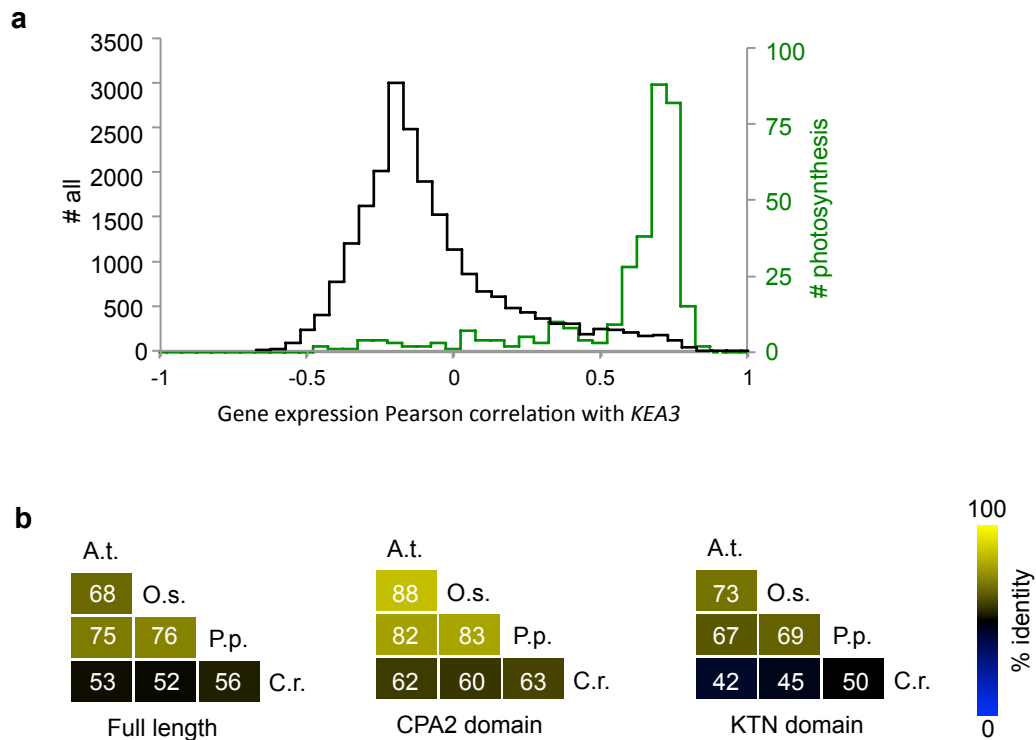 a
3500
3000
2500
2000
1500
1000
500
0
# all
100
75
50
25
0
# photosynthesis
-1 -0.5 0 0.5 1
Gene expression Pearson correlation with KEA3
b
A.t.
68 O.s.
75 76 P.p.
53 52 56 C.r.
Full length
A.t.
88 O.s.
82 83 P.p.
62 60 63 C.r.
CPA2 domain
A.t.
73 O.s.
67 69 P.p.
42 45 50 C.r.
KTN domain
100
% identity
0